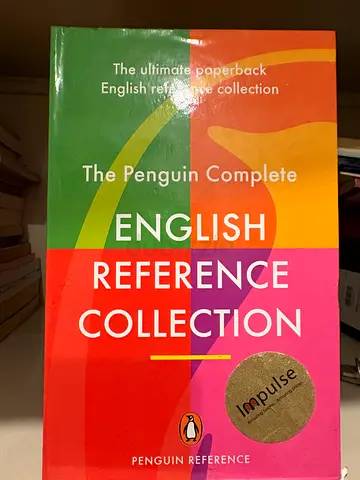 The ultimate paperback
English reference collection
The Penguin Complete
ENGLISH
REFERENCE
COLLECTION
Impulse
PENGUIN REFERENCE